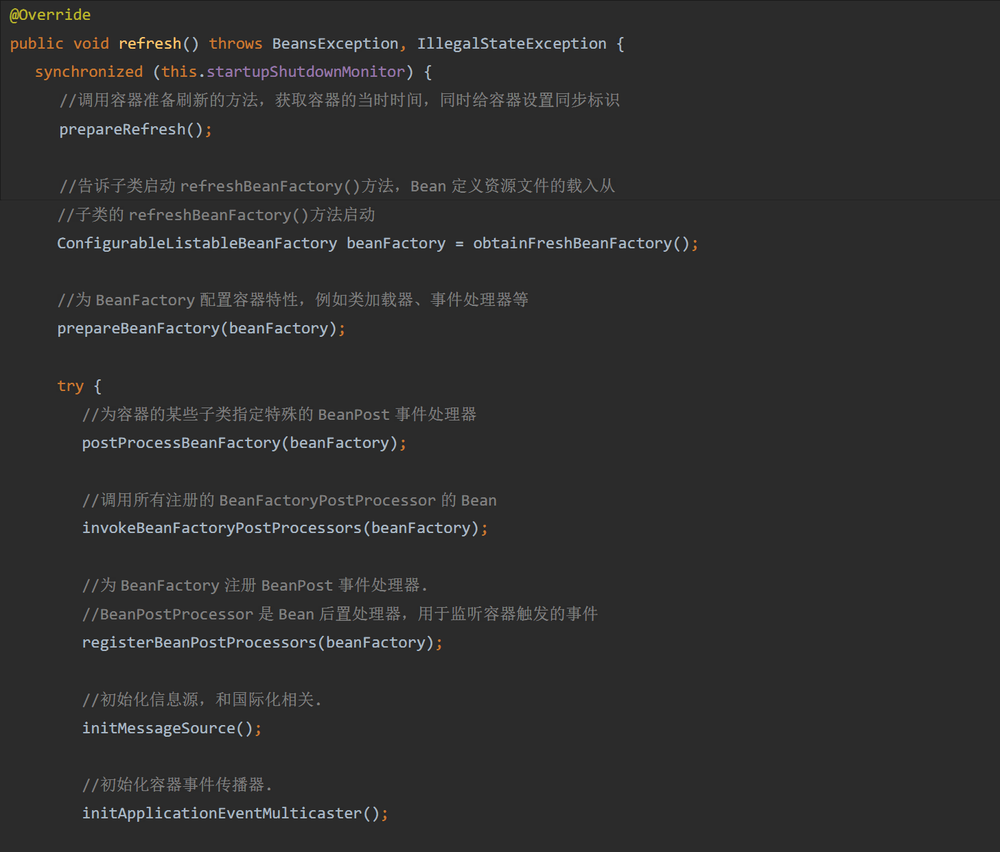 @Override
public void refresh() throws BeansException, IllegalStateException {
synchronized (this.startupShutdownMonitor) {
//调用容器准备刷新的方法，获取容器的当时时间，同时给容器设置同步标识
prepareRefresh();
//告诉子类启动 refreshBeanFactory()方法，Bean 定义资源文件的载入从
//子类的 refreshBeanFactory()方法启动
ConfigurableListableBeanFactory beanFactory = obtainFreshBeanFactory();
//为 BeanFactory 配置容器特性，例如类加载器、事件处理器等
prepareBeanFactory(beanFactory);
try {
//为容器的某些子类指定特殊的 BeanPost 事件处理器
postProcessBeanFactory(beanFactory);
//调用所有注册的 BeanFactoryPostProcessor 的 Bean
invokeBeanFactoryPostProcessors(beanFactory);
//为 BeanFactory 注册 BeanPost 事件处理器.
//BeanPostProcessor 是 Bean 后置处理器，用于监听容器触发的事件
registerBeanPostProcessors(beanFactory);
//初始化信息源，和国际化相关.
initMessageSource();
//初始化容器事件传播器.
initApplicationEventMulticaster();